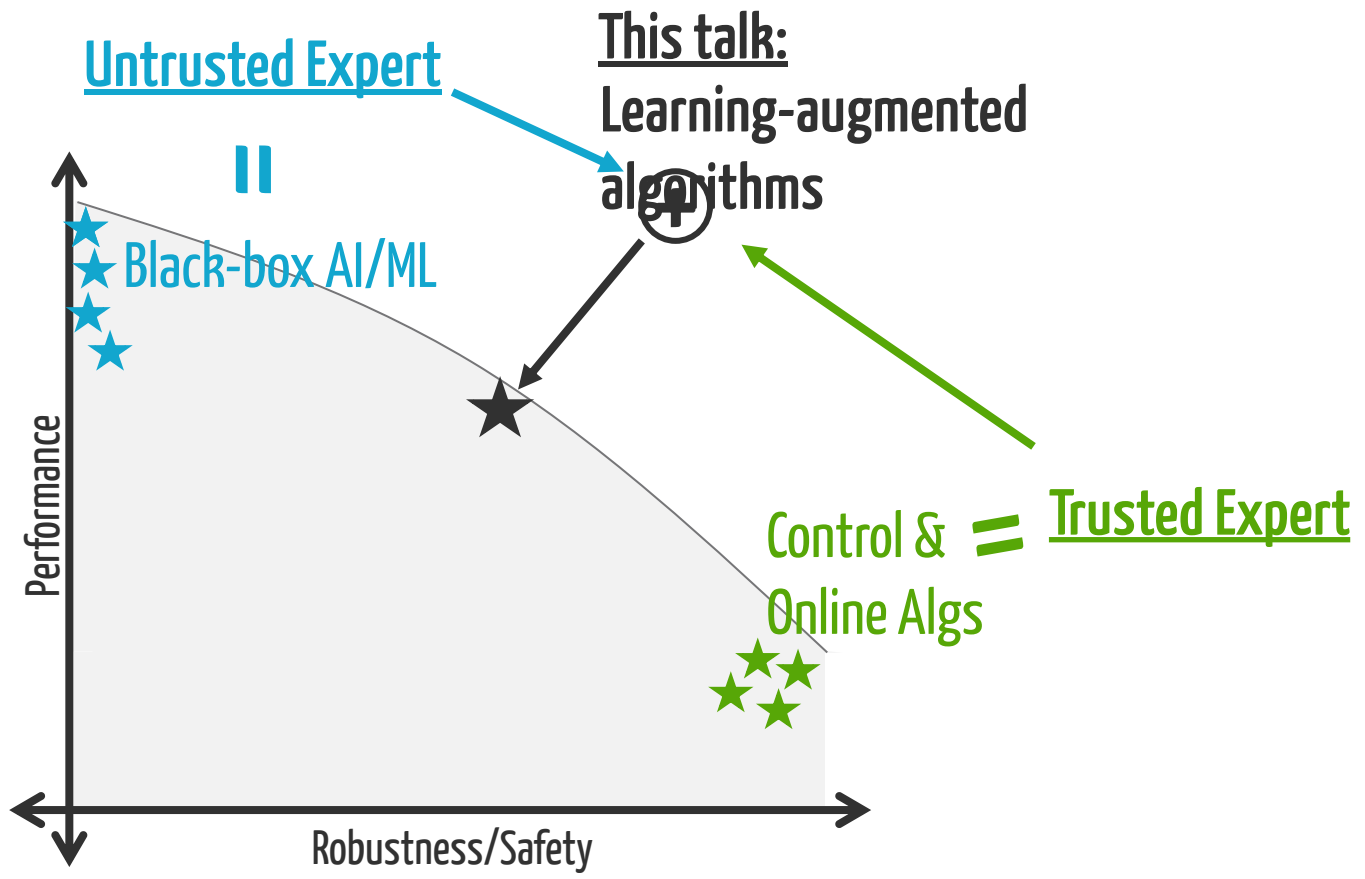 This talk:
Untrusted Expert
Learning-augmented
algorithms
=
+
Black-box AI/ML
Performance
Control & = Trusted Expert
Online Algs
Robustness/Safety